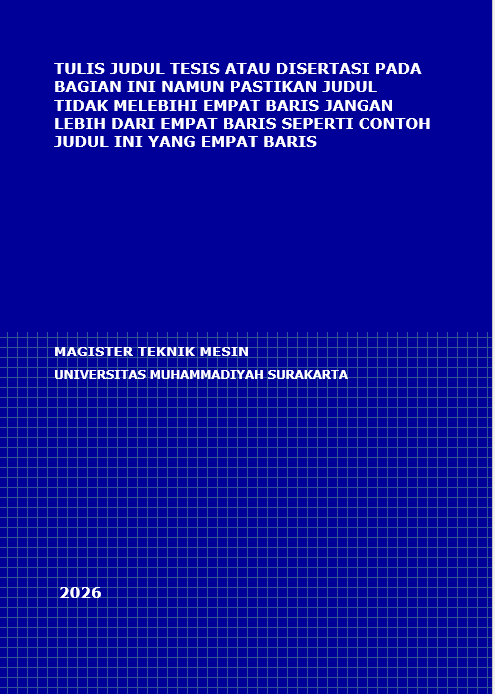 TULIS JUDUL TESIS ATAU DISERTASI PADA
BAGIAN INI NAMUN PASTIKAN JUDUL
TIDAK MELEBIHI EMPAT BARIS JANGAN
LEBIH DARI EMPAT BARIS SEPERTI CONTOH
JUDUL INI YANG EMPAT BARIS
MAGISTER TEKNIK MESIN
UNIVERSITAS MUHAMMADIYAH SURAKARTA
2026